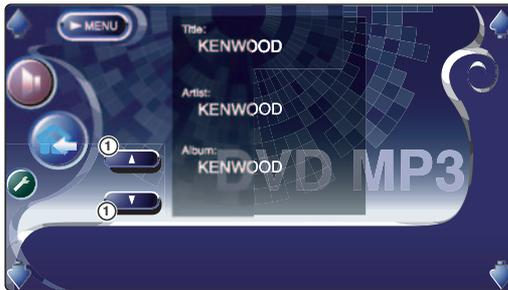 ► MENU
Title:
KENWOOD
Artist:
KENWOOD
1
Album:
KENWOOD
DVD MP3
1